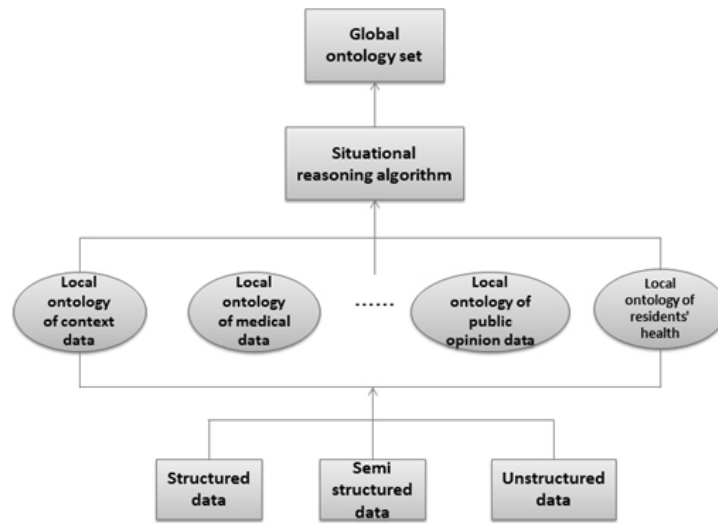 Global
ontology set
Situational
reasoning algorithm
Local
ontology
of context
data
Local
ontology
of medical
data
......
Local
ontology of
public
opinion data
Local
ontology of
residents'
health
Structured
data
Semi
structured
data
Unstructured
data